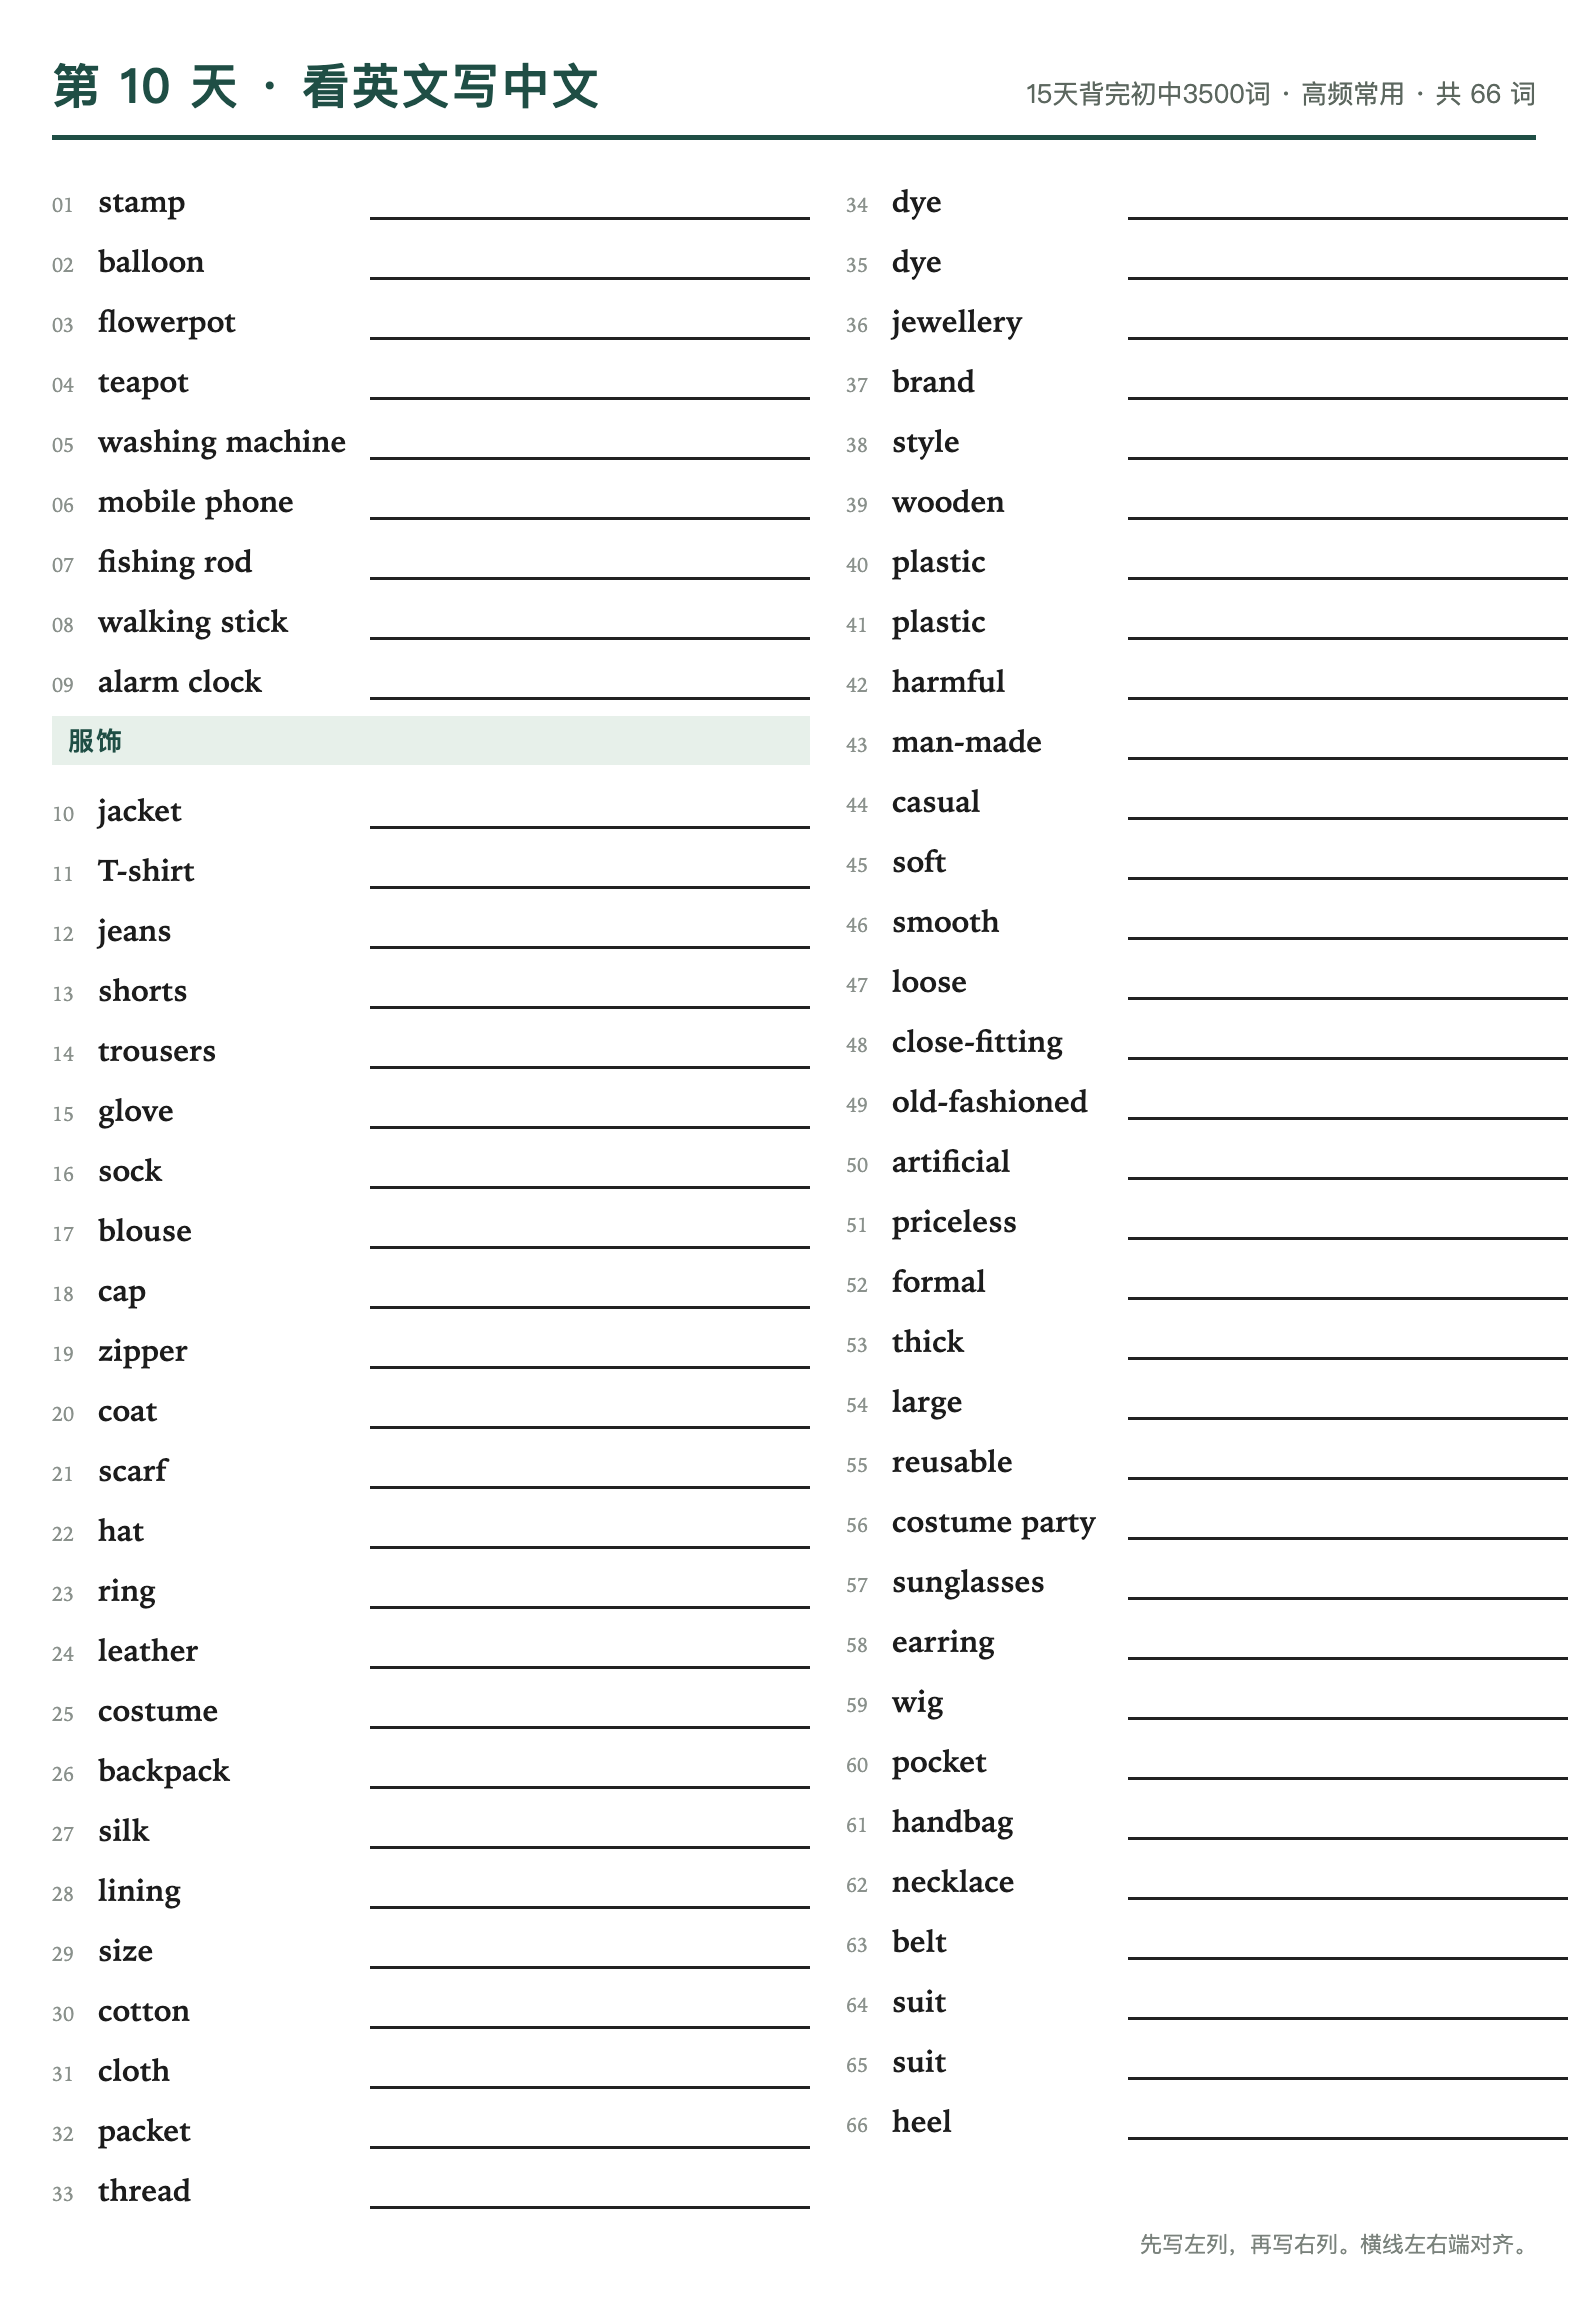 第 10 天 · 看英文写中文
15天背完初中3500词 · 高频常用 · 共 66 词
01 stamp
02 balloon
03 flowerpot
04 teapot
05 washing machine
06 mobile phone
07 fishing rod
08 walking stick
09 alarm clock
服饰
10 jacket
11 T-shirt
12 jeans
13 shorts
14 trousers
15 glove
16 sock
17 blouse
18 cap
19 zipper
20 coat
21 scarf
22 hat
23 ring
24 leather
25 costume
26 backpack
27 silk
28 lining
29 size
30 cotton
31 cloth
32 packet
33 thread
34 dye
35 dye
36 jewellery
37 brand
38 style
39 wooden
40 plastic
41 plastic
42 harmful
43 man-made
44 casual
45 soft
46 smooth
47 loose
48 close-fitting
49 old-fashioned
50 artificial
51 priceless
52 formal
53 thick
54 large
55 reusable
56 costume party
57 sunglasses
58 earring
59 wig
60 pocket
61 handbag
62 necklace
63 belt
64 suit
65 suit
66 heel
先写左列，再写右列。横线左右端对齐。